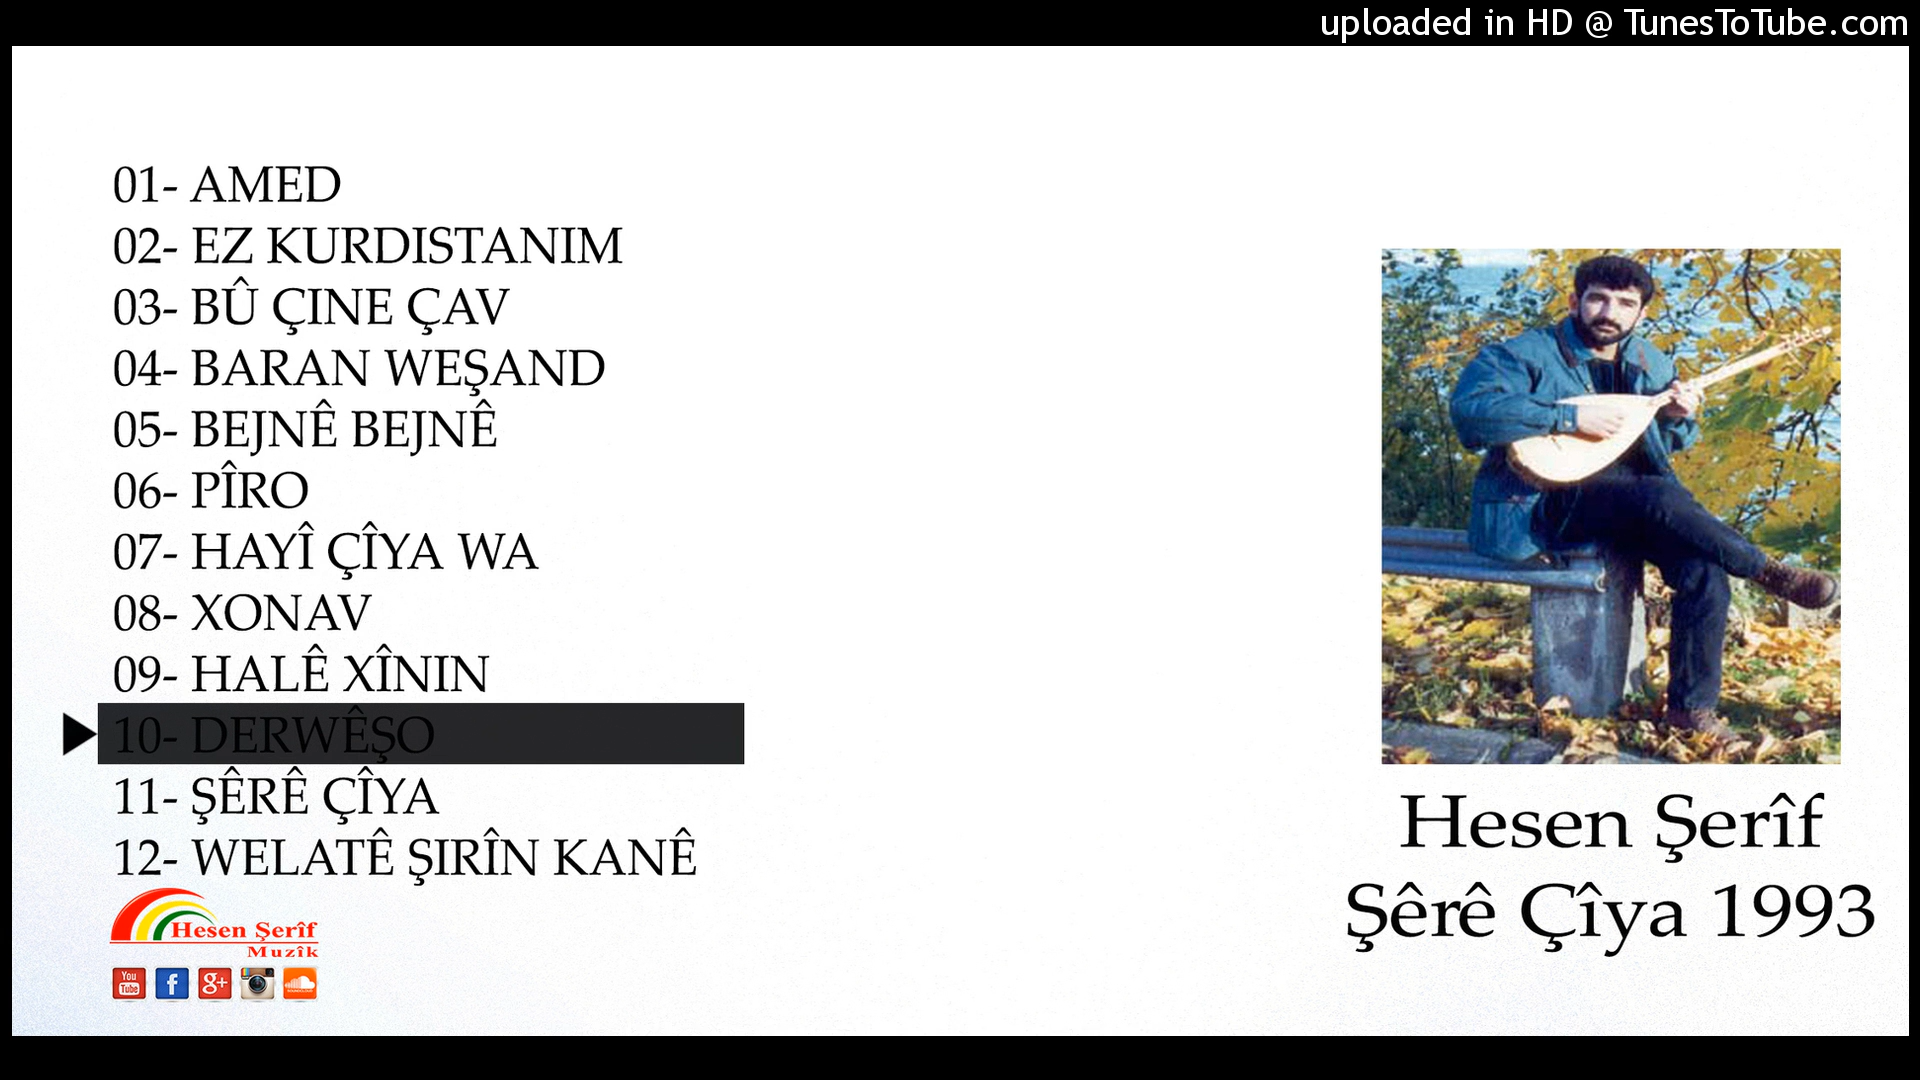 uploaded in HD @ TunesToTube.com
01- AMED
02- EZ KURDISTANIM
03- BÛ ÇINE ÇAV
04- BARAN WEŞAND
05- BEJNÊ BEJNÊ
06- PÎRO
07- HAYÎ ÇÎYA WA
08- XONAV
09- HALÊ XÎNIN
10- DERWÊŞO
11- ŞÊRÊ ÇÎYA
12- WELATÊ ŞIRÎN KANÊ
Hesen Şerîf
Muzîk
You
Tube
f
g+
Hesen Şerîf
Şêrê Çîya 1993